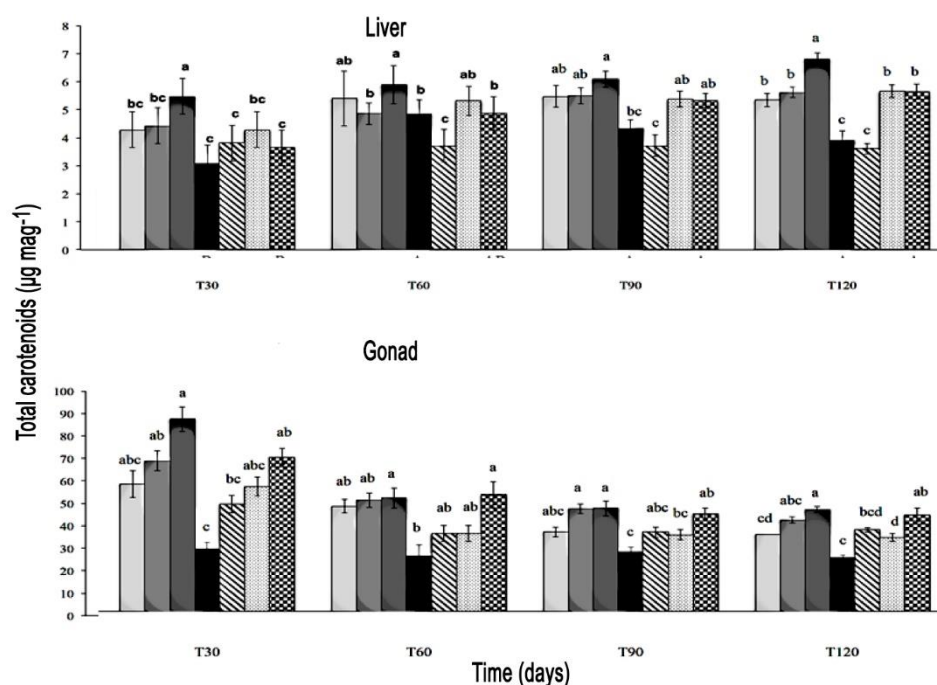 Liver
8
7
6
5
4
3
2
1
0
bc bc a c c bc c
ab b a b c ab b
ab ab a bc c ab ab
b b a c c b b
T30 T60 T90 T120
Gonad
100
90
80
70
60
50
40
30
20
10
0
abc ab a c bc abc ab
ab ab a b ab ab a
abc a a c abc bc ab
cd abc a c bcd d ab
T30 T60 T90 T120
Total carotenoids (µg mag-1)
Time (days)